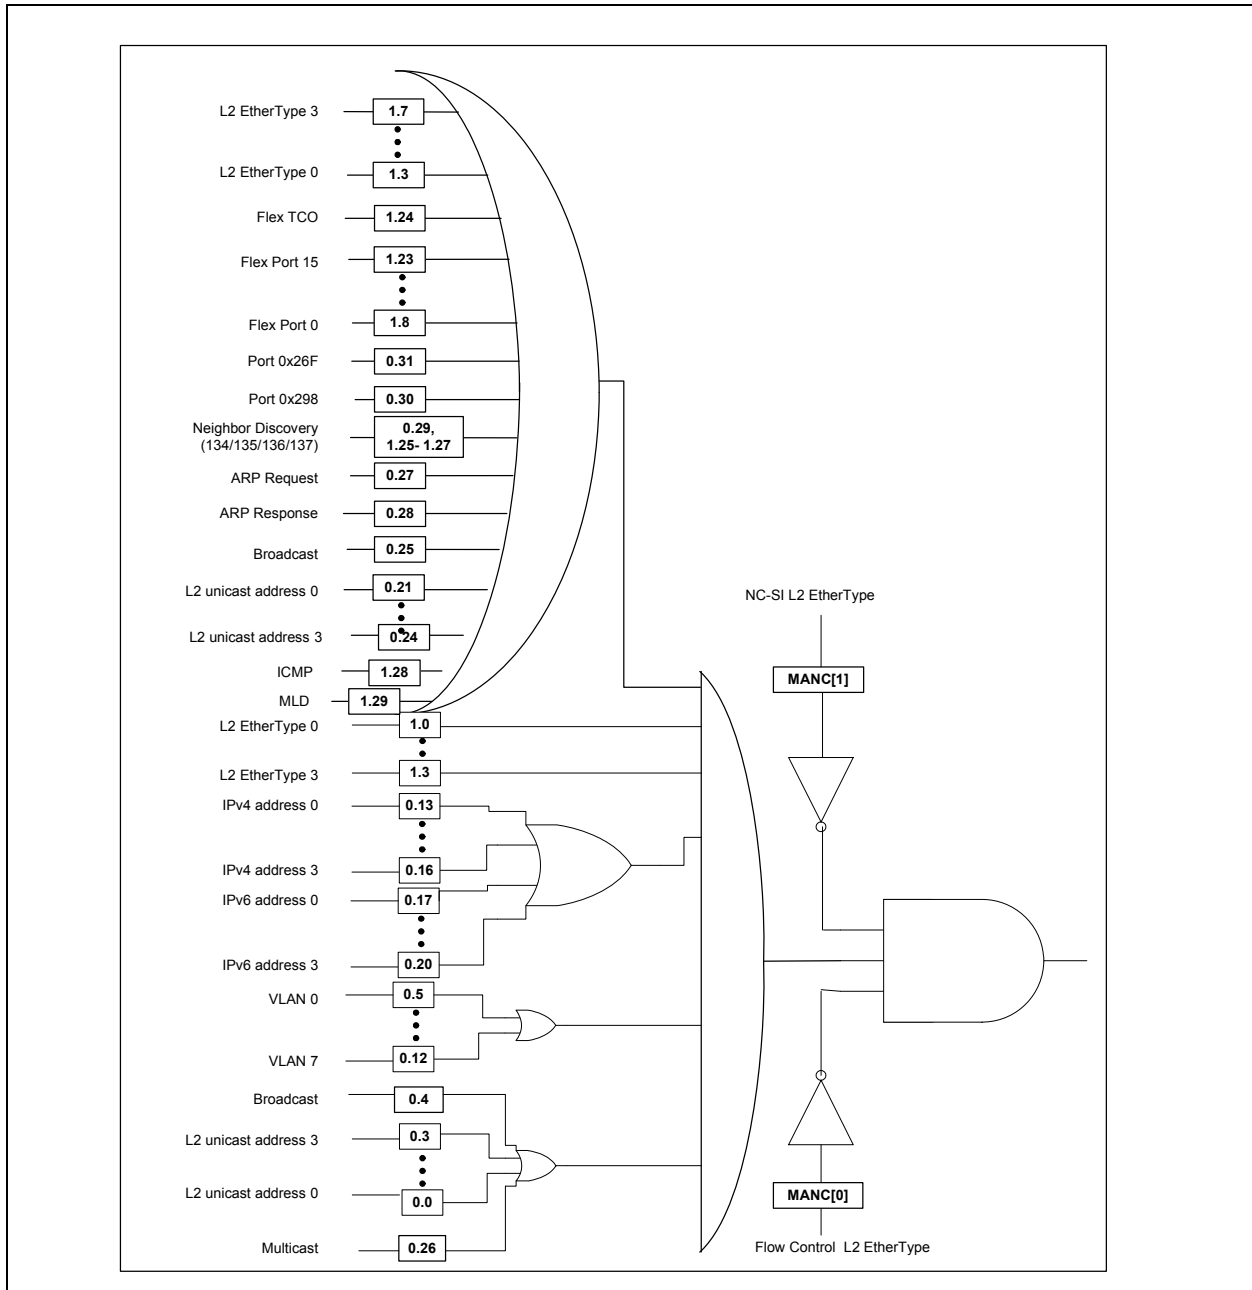 L2 EtherType 3 1.7
L2 EtherType 0 1.3
Flex TCO 1.24
Flex Port 15 1.23
Flex Port 0 1.8
Port 0x26F 0.31
Port 0x298 0.30
Neighbor Discovery 0.29,
(134/135/136/137) 1.25- 1.27
ARP Request 0.27
ARP Response 0.28
Broadcast 0.25
L2 unicast address 0 0.21
L2 unicast address 3 0.24
ICMP 1.28
MLD 1.29
L2 EtherType 0 1.0
L2 EtherType 3 1.3
IPv4 address 0 0.13
IPv4 address 3 0.16
IPv6 address 0 0.17
IPv6 address 3 0.20
VLAN 0 0.5
VLAN 7 0.12
Broadcast 0.4
L2 unicast address 3 0.3
L2 unicast address 0 0.0
Multicast 0.26
NC-SI L2 EtherType
MANC[1]
MANC[0]
Flow Control L2 EtherType